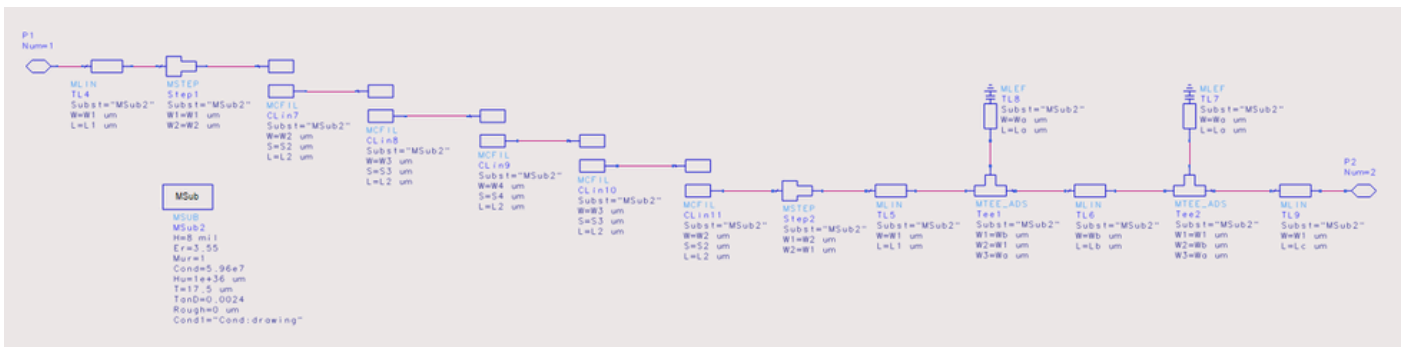 P1
Num=1
MLIN
TL4
Subst="MSub2"
W=W1 um
L=L1 um
MSTEP
Step1
Subst="MSub2"
W1=W1 um
W2=W2 um
MCFIL
CLin7
Subst="MSub2"
W=W2 um
S=S2 um
L=L2 um
MCFIL
CLin8
Subst="MSub2"
W=W3 um
S=S3 um
L=L2 um
MCFIL
CLin9
Subst="MSub2"
W=W4 um
S=S4 um
L=L2 um
MCFIL
CLin10
Subst="MSub2"
W=W3 um
S=S3 um
L=L2 um
MCFIL
CLin11
Subst="MSub2"
W=W2 um
S=S2 um
L=L2 um
MSTEP
Step2
Subst="MSub2"
W1=W2 um
W2=W1 um
MLIN
TL5
Subst="MSub2"
W=W1 um
L=L1 um
MLEF
TL8
Subst="MSub2"
W=Wa um
L=La um
MTEE_ADS
Tee1
Subst="MSub2"
W1=Wb um
W2=W1 um
W3=Wa um
MLIN
TL6
Subst="MSub2"
W=Wb um
L=Lb um
MLEF
TL7
Subst="MSub2"
W=Wa um
L=La um
MTEE_ADS
Tee2
Subst="MSub2"
W1=W1 um
W2=Wb um
W3=Wa um
MLIN
TL9
Subst="MSub2"
W=W1 um
L=Lc um
P2
Num=2
MSub
MSUB
MSub2
H=8 mil
Er=3.55
Mur=1
Cond=5.96e7
Hu=1e+36 um
T=17.5 um
TanD=0.0024
Rough=0 um
Cond1="Cond:drawing"